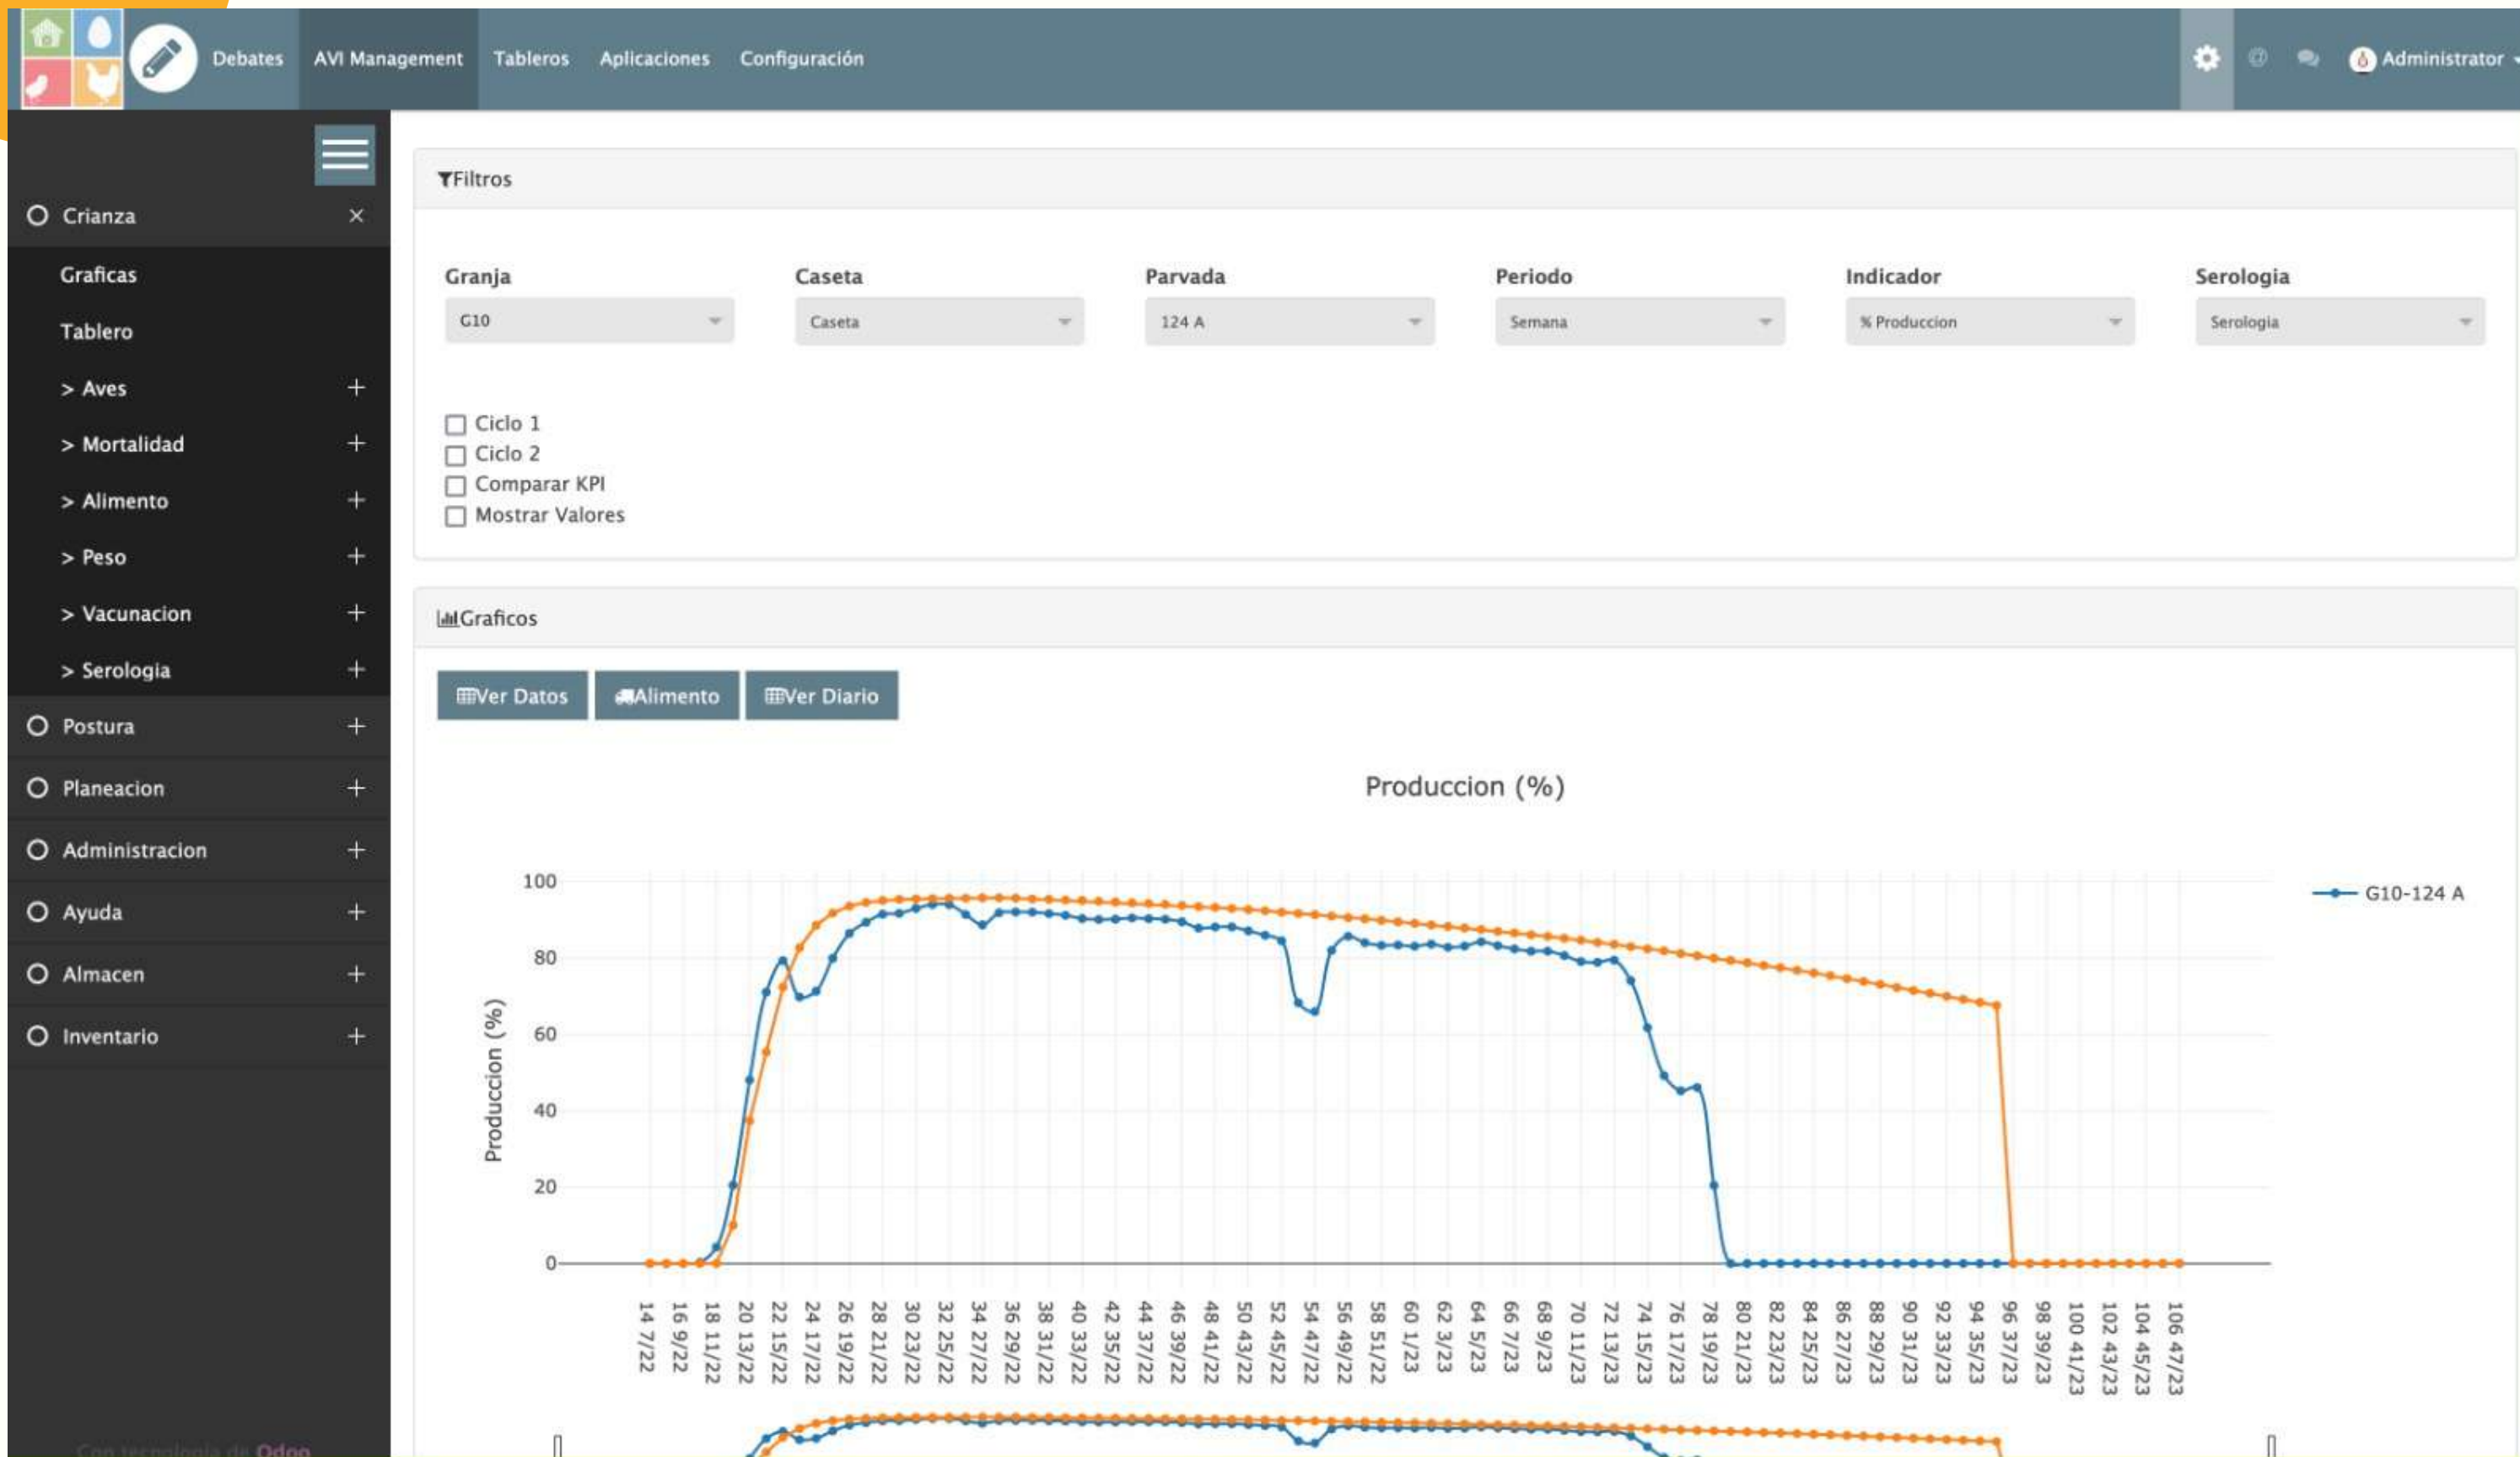 Debates AVI Management Tableros Aplicaciones Configuración @ Administrator
Crianza ×
Graficas
Tablero
> Aves +
> Mortalidad +
> Alimento +
> Peso +
> Vacunacion +
> Serologia +
Postura +
Planeacion +
Administracion +
Ayuda +
Almacen +
Inventario +
Con tecnología de Odoo
Filtros
Granja Caseta Parvada Periodo Indicador Serologia
G10 Caseta 124 A Semana % Produccion Serologia
Ciclo 1
Ciclo 2
Comparar KPI
Mostrar Valores
Graficos
Ver Datos Alimento Ver Diario
Produccion (%)
G10-124 A
Produccion (%)
100
80
60
40
20
0
14 7/22
16 9/22
18 11/22
20 13/22
22 15/22
24 17/22
26 19/22
28 21/22
30 23/22
32 25/22
34 27/22
36 29/22
38 31/22
40 33/22
42 35/22
44 37/22
46 39/22
48 41/22
50 43/22
52 45/22
54 47/22
56 49/22
58 51/22
60 1/23
62 3/23
64 5/23
66 7/23
68 9/23
70 11/23
72 13/23
74 15/23
76 17/23
78 19/23
80 21/23
82 23/23
84 25/23
86 27/23
88 29/23
90 31/23
92 33/23
94 35/23
96 37/23
98 39/23
100 41/23
102 43/23
104 45/23
106 47/23